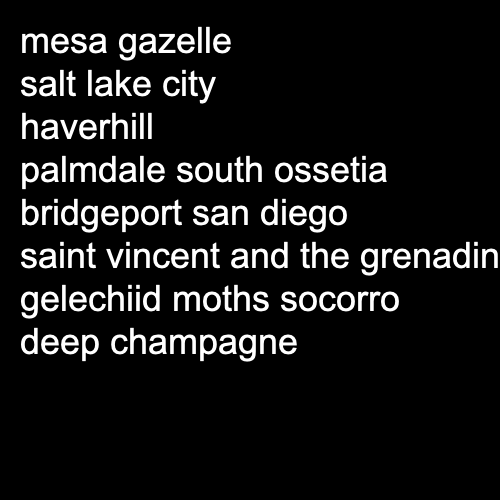 mesa gazelle
salt lake city
haverhill
palmdale south ossetia
bridgeport san diego
saint vincent and the grenadin
gelechiid moths socorro
deep champagne